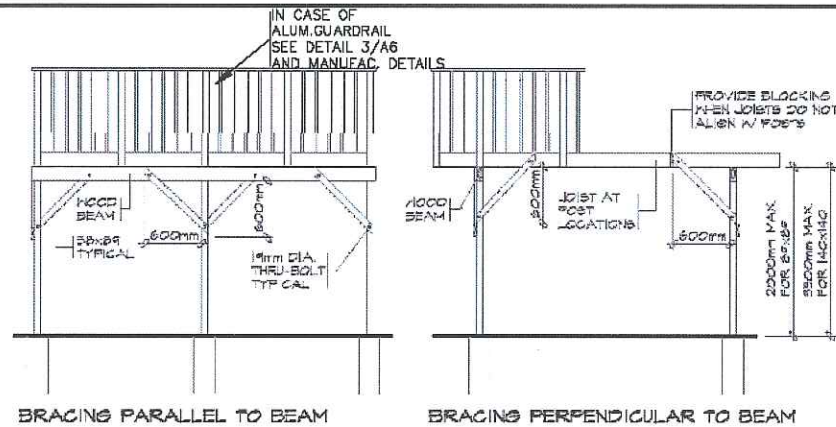 IN CASE OF
ALUM.GUARDRAIL
SEE DETAIL 3/A6
AND MANUFAC. DETAILS
WOOD
BEAM
38x89
TYPICAL
600mm
600mm
19mm DIA.
THRU-BOLT
TYP CAL
BRACING PARALLEL TO BEAM
PROVIDE BLOCKING
WHEN JOISTS DO NOT
ALIGN W/ POSTS
WOOD
BEAM
600mm
JOIST AT
POST
LOCATIONS
600mm
2000mm MAX.
FOR 89x89
3500mm MAX.
FOR 140x140
BRACING PERPENDICULAR TO BEAM